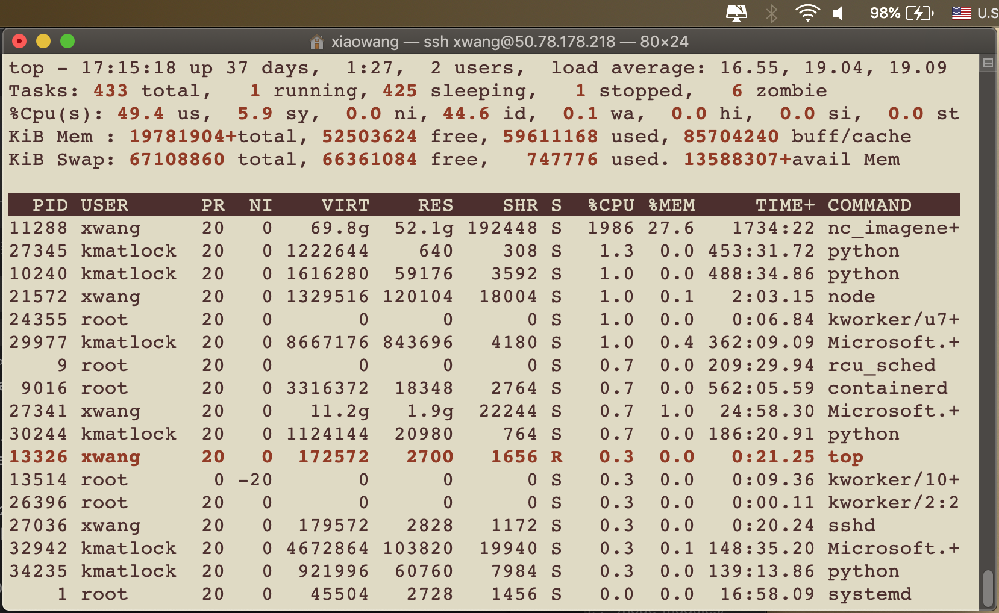 98% U.S
xiaowang — ssh xwang@50.78.178.218 — 80×24
top - 17:15:18 up 37 days,  1:27,  2 users,  load average: 16.55, 19.04, 19.09
Tasks: 433 total,   1 running, 425 sleeping,   1 stopped,   6 zombie
%Cpu(s): 49.4 us,  5.9 sy,  0.0 ni, 44.6 id,  0.1 wa,  0.0 hi,  0.0 si,  0.0 st
KiB Mem : 19781904+total, 52503624 free, 59611168 used, 85704240 buff/cache
KiB Swap: 67108860 total, 66361084 free,   747776 used. 13588307+avail Mem
  PID USER      PR  NI    VIRT    RES    SHR S  %CPU %MEM     TIME+ COMMAND
11288 xwang     20   0   69.8g  52.1g 192448 S  1986 27.6   1734:22 nc_imagene+
27345 kmatlock  20   0 1222644    640    308 S   1.3  0.0 453:31.72 python
10240 kmatlock  20   0 1616280  59176   3592 S   1.0  0.0 488:34.86 python
21572 xwang     20   0 1329516 120104  18004 S   1.0  0.1   2:03.15 node
24355 root      20   0       0      0      0 S   1.0  0.0   0:06.84 kworker/u7+
29977 kmatlock  20   0 8667176 843696   4180 S   1.0  0.4 362:09.09 Microsoft.+
    9 root      20   0       0      0      0 S   0.7  0.0 209:29.94 rcu_sched
 9016 root      20   0 3316372  18348   2764 S   0.7  0.0 562:05.59 containerd
27341 xwang     20   0   11.2g   1.9g  22244 S   0.7  1.0  24:58.30 Microsoft.+
30244 kmatlock  20   0 1124144  20980    764 S   0.7  0.0 186:20.91 python
13326 xwang     20   0  172572   2700   1656 R   0.3  0.0   0:21.25 top
13514 root       0 -20       0      0      0 S   0.3  0.0   0:09.36 kworker/10+
26396 root      20   0       0      0      0 S   0.3  0.0   0:00.11 kworker/2:2
27036 xwang     20   0  179572   2828   1172 S   0.3  0.0   0:20.24 sshd
32942 kmatlock  20   0 4672864 103820  19940 S   0.3  0.1 148:35.20 Microsoft.+
34235 kmatlock  20   0  921996  60760   7984 S   0.3  0.0 139:13.86 python
    1 root      20   0   45504   2728   1456 S   0.0  0.0  16:58.09 systemd